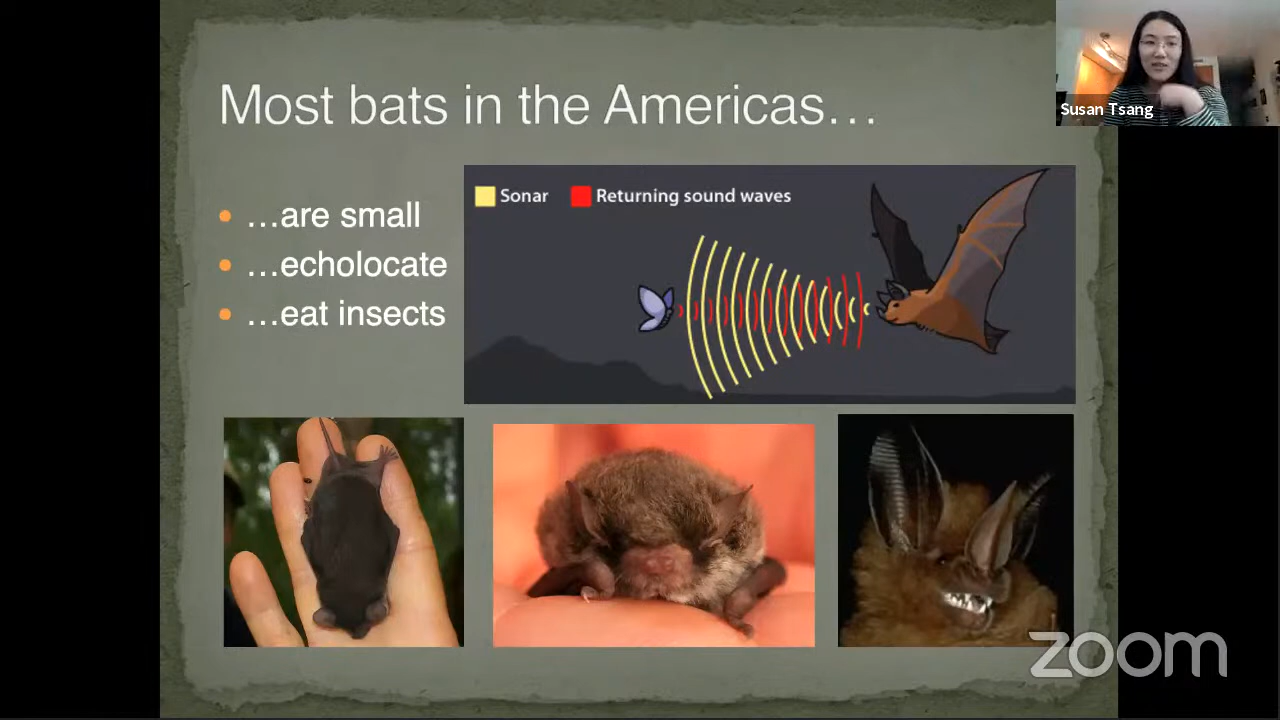 Most bats in the Americas…
Susan Tsang
…are small
…echolocate
…eat insects
Sonar
Returning sound waves
zoom